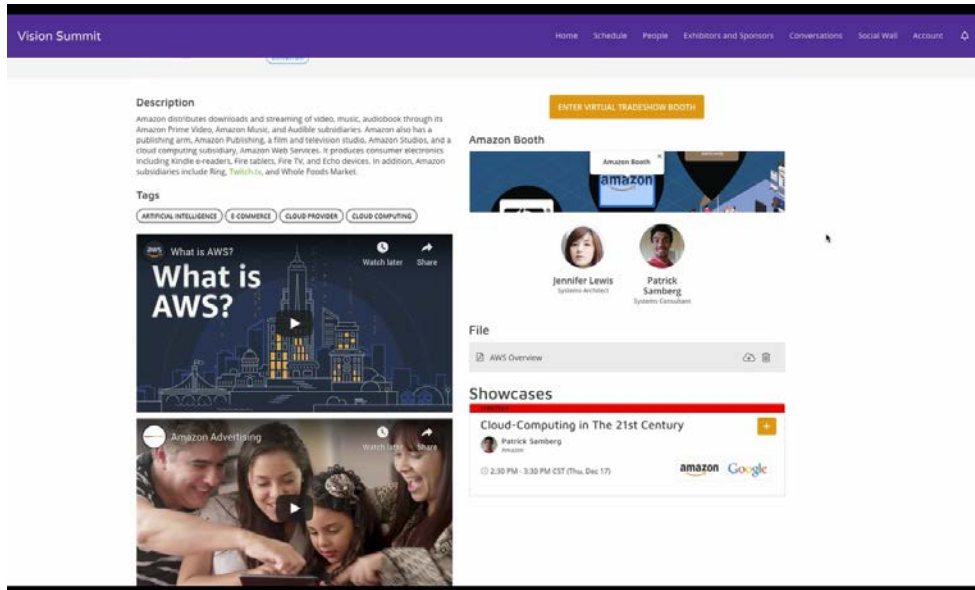 Vision Summit
Home Schedule People Exhibitors and Sponsors Conversations Social Wall Account
Description
Amazon distributes downloads and streaming of video, music, audiobook through its
Amazon Prime Video, Amazon Music, and Audible subsidiaries. Amazon also has a
publishing arm, Amazon Publishing, a film and television studio, Amazon Studios, and a
cloud computing subsidiary, Amazon Web Services. It produces consumer electronics
including Kindle e-readers, Fire tablets, Fire TV, and Echo devices. In addition, Amazon
subsidiaries include Ring, Twitch.tv, and Whole Foods Market.
Tags
ARTIFICIAL INTELLIGENCE E-COMMERCE CLOUD PROVIDER CLOUD COMPUTING
aws What is AWS?
Watch later Share
What is
AWS?
Amazon Advertising
Watch later Share
ENTER VIRTUAL TRADESHOW BOOTH
Amazon Booth
Amazon Booth ×
amazon
Jennifer Lewis
Systems Architect
Patrick
Samberg
Systems Consultant
File
AWS Overview
Showcases
Cloud-Computing in The 21st Century
+
Patrick Samberg
Amazon
2:30 PM - 3:30 PM CST (Thu, Dec 17)
amazon Google